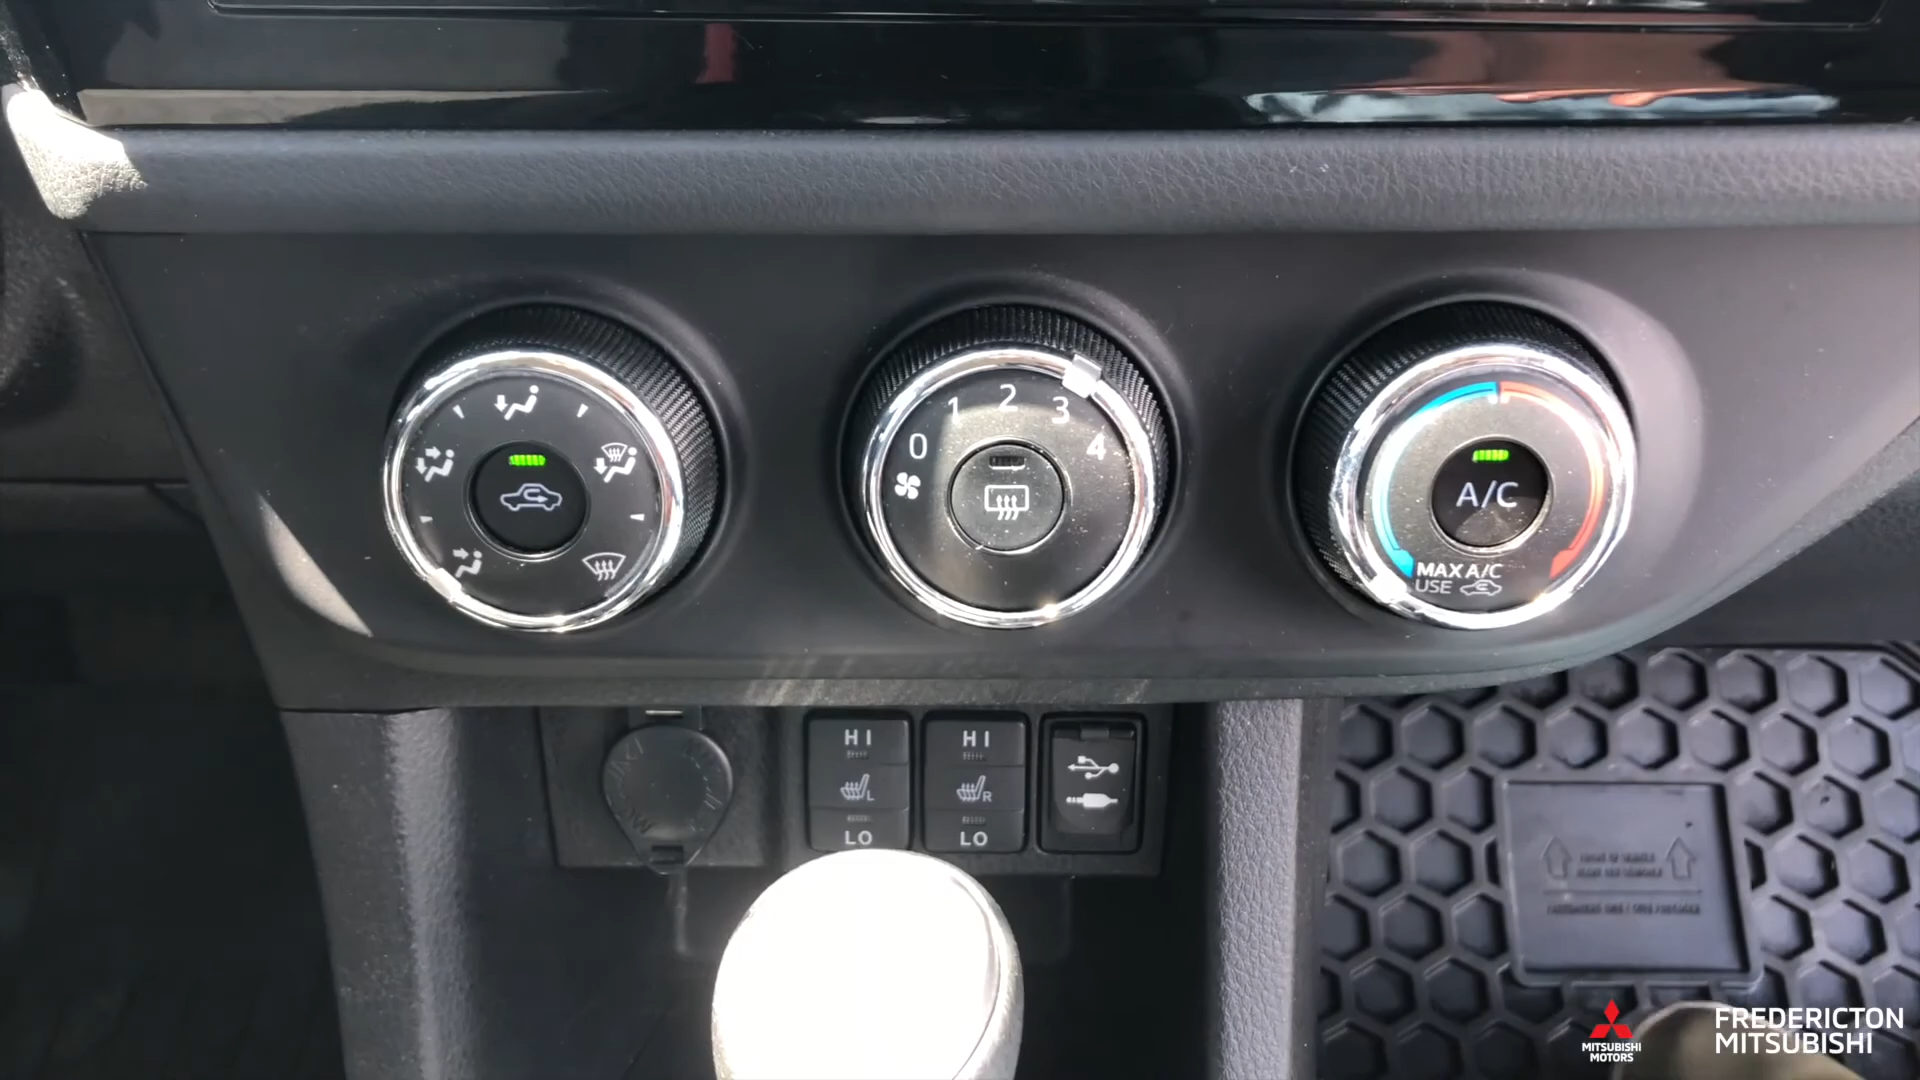 0 1 2 3 4
A/C
MAX A/C
USE
HI
L
LO
HI
R
LO
MITSUBISHI
MOTORS
FREDERICTON
MITSUBISHI